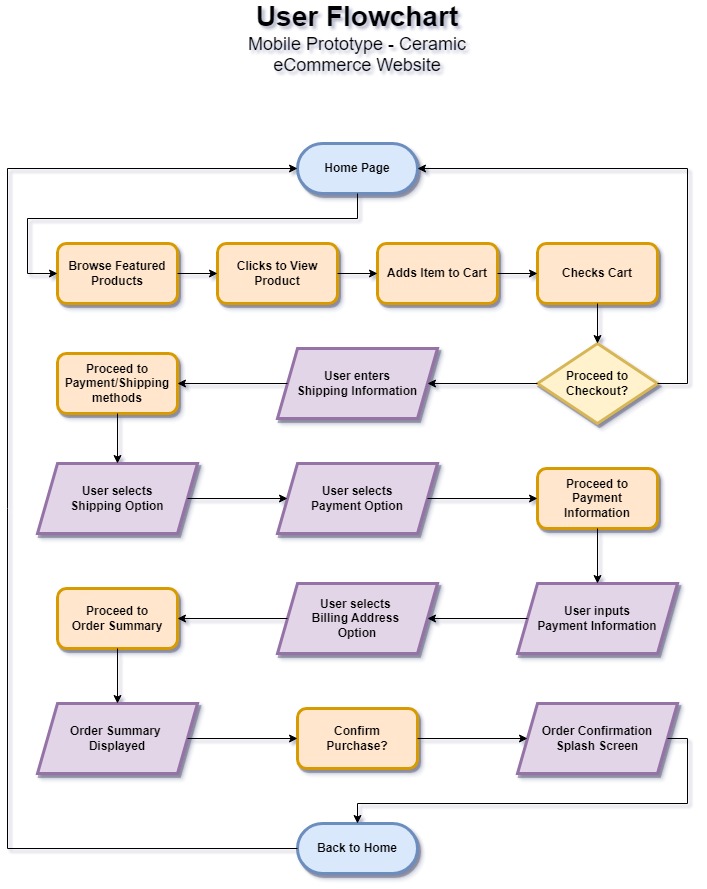 User Flowchart
Mobile Prototype - Ceramic
eCommerce Website
Home Page
Browse Featured
Products
Clicks to View
Product
Adds Item to Cart
Checks Cart
Proceed to
Payment/Shipping
methods
User enters
Shipping Information
Proceed to
Checkout?
User selects
Shipping Option
User selects
Payment Option
Proceed to
Payment
Information
Proceed to
Order Summary
User selects
Billing Address
Option
User inputs
Payment Information
Order Summary
Displayed
Confirm
Purchase?
Order Confirmation
Splash Screen
Back to Home